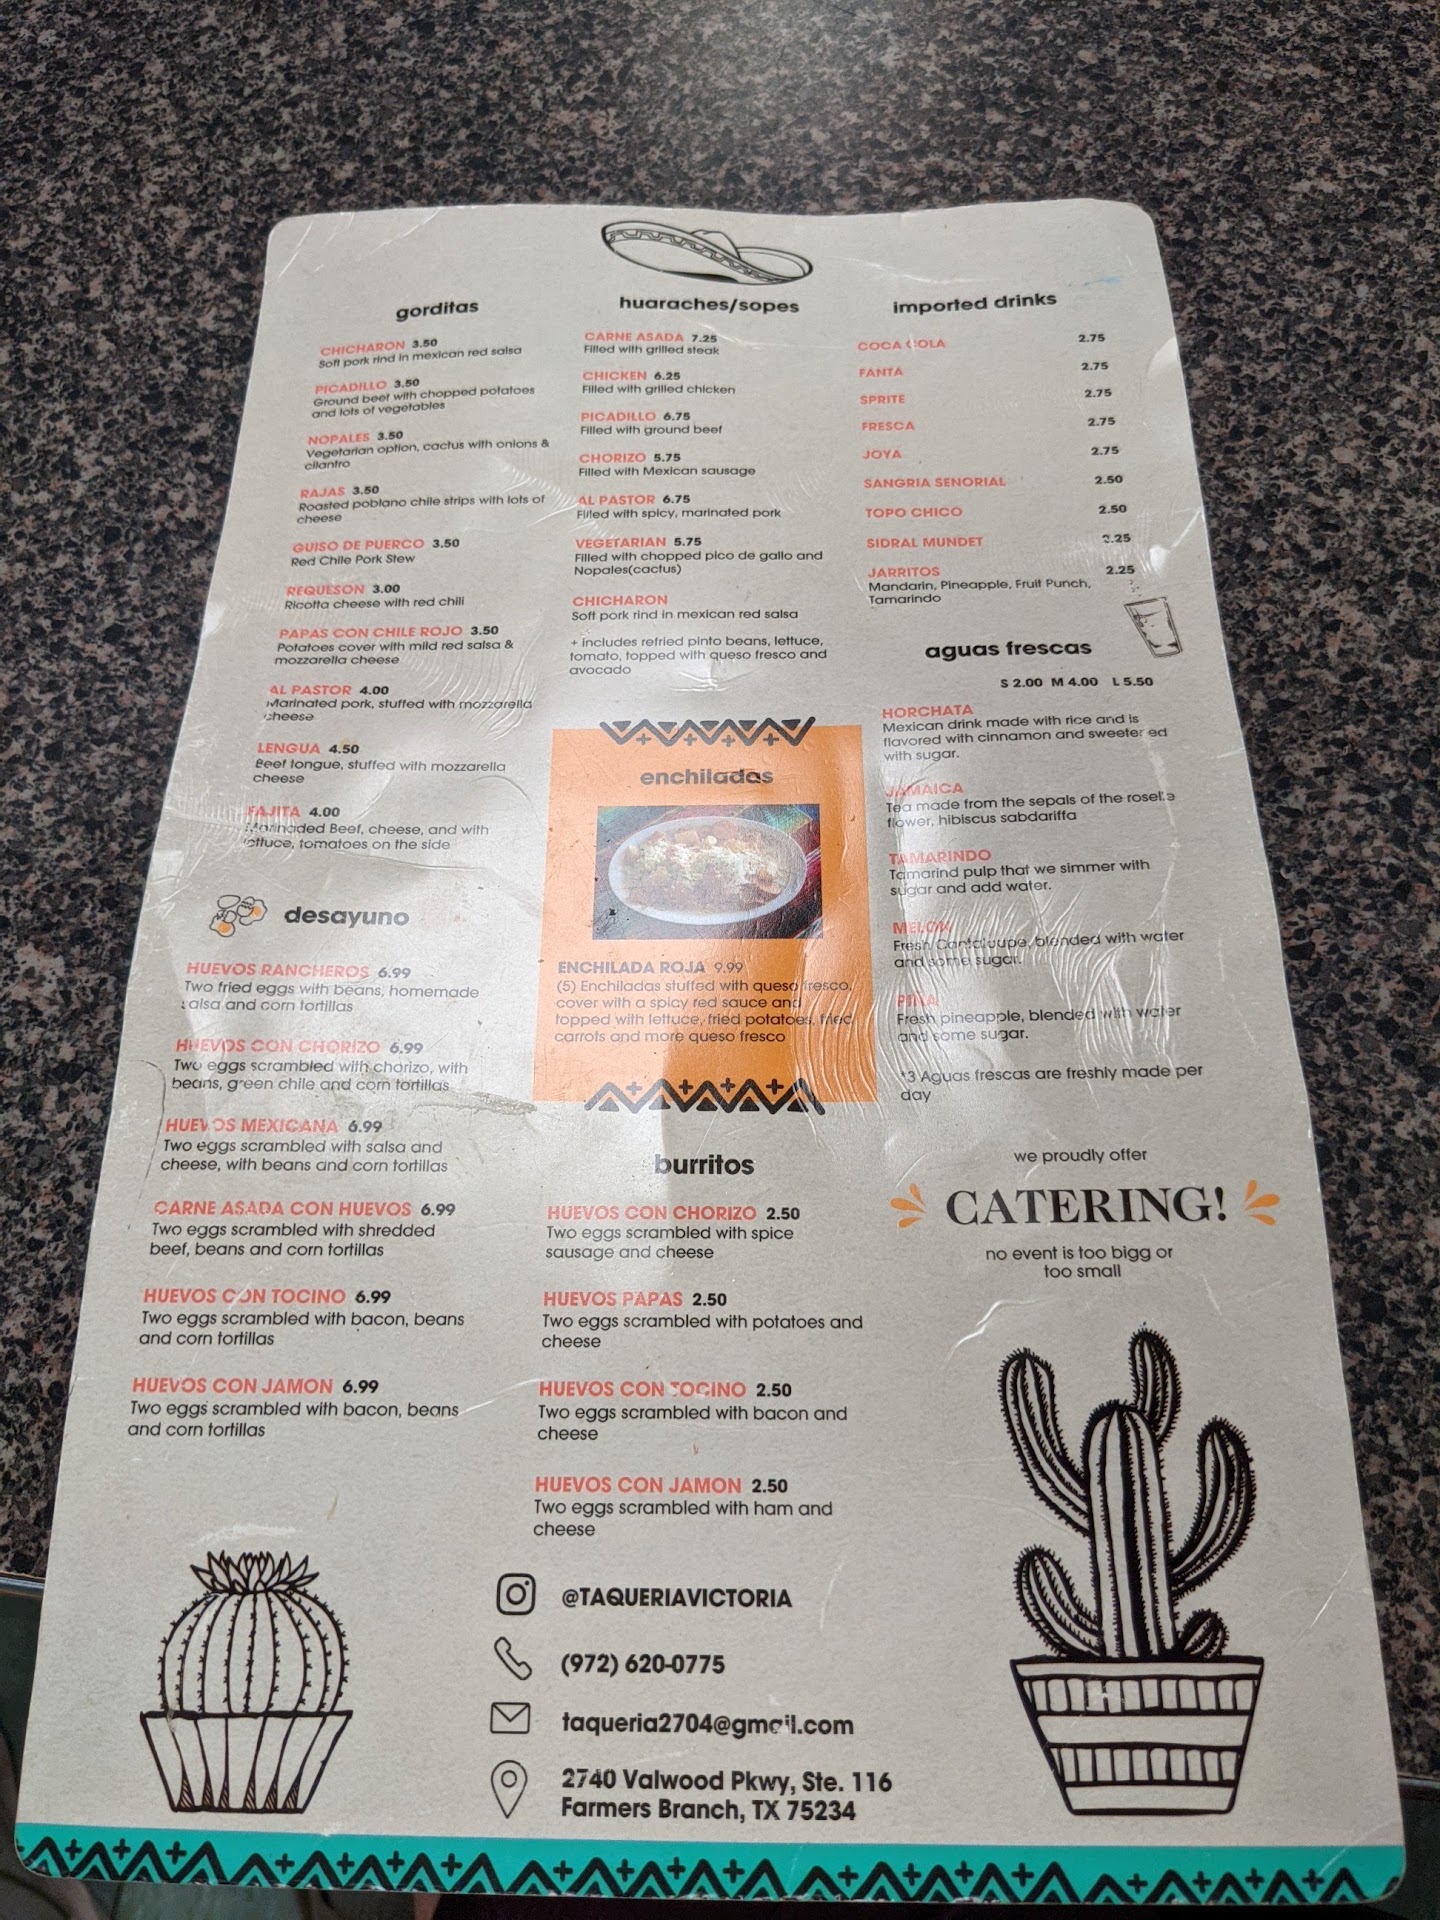 gorditas
CHICHARON 3.50
Soft pork rind in mexican red salsa
PICADILLO 3.50
Ground beef with chopped potatoes
and lots of vegetables
NOPALES 3.50
Vegetarian option, cactus with onions &
cilantro
RAJAS 3.50
Roasted poblano chile strips with lots of
cheese
GUISO DE PUERCO 3.50
Red Chile Pork Stew
REQUESON 3.00
Ricotta cheese with red chili
PAPAS CON CHILE ROJO 3.50
Potatoes cover with mild red salsa &
mozzarella cheese
AL PASTOR 4.00
Marinated pork, stuffed with mozzarella
cheese
LENGUA 4.50
Beef tongue, stuffed with mozzarella
cheese
FAJITA 4.00
Marinaded Beef, cheese, and with
lettuce, tomatoes on the side
desayuno
HUEVOS RANCHEROS 6.99
Two fried eggs with beans, homemade
salsa and corn tortillas
HUEVOS CON CHORIZO 6.99
Two eggs scrambled with chorizo, with
beans, green chile and corn tortillas
HUEVOS MEXICANA 6.99
Two eggs scrambled with salsa and
cheese, with beans and corn tortillas
CARNE ASADA CON HUEVOS 6.99
Two eggs scrambled with shredded
beef, beans and corn tortillas
HUEVOS CON TOCINO 6.99
Two eggs scrambled with bacon, beans
and corn tortillas
HUEVOS CON JAMON 6.99
Two eggs scrambled with bacon, beans
and corn tortillas
huaraches/sopes
CARNE ASADA 7.25
Filled with grilled steak
CHICKEN 6.25
Filled with grilled chicken
PICADILLO 6.75
Filled with ground beef
CHORIZO 5.75
Filled with Mexican sausage
AL PASTOR 6.75
Filled with spicy, marinated pork
VEGETARIAN 5.75
Filled with chopped pico de gallo and
Nopales(cactus)
CHICHARON
Soft pork rind in mexican red salsa
+ includes refried pinto beans, lettuce,
tomato, topped with queso fresco and
avocado
enchiladas
ENCHILADA ROJA 9.99
(5) Enchiladas stuffed with queso fresco,
cover with a spicy red sauce and
topped with lettuce, fried potatoes, fried
carrots and more queso fresco
burritos
HUEVOS CON CHORIZO 2.50
Two eggs scrambled with spice
sausage and cheese
HUEVOS PAPAS 2.50
Two eggs scrambled with potatoes and
cheese
HUEVOS CON TOCINO 2.50
Two eggs scrambled with bacon and
cheese
HUEVOS CON JAMON 2.50
Two eggs scrambled with ham and
cheese
imported drinks
COCA COLA 2.75
FANTA 2.75
SPRITE 2.75
FRESCA 2.75
JOYA 2.75
SANGRIA SENORIAL 2.50
TOPO CHICO 2.50
SIDRAL MUNDET
JARRITOS 2.25
Mandarin, Pineapple, Fruit Punch,
Tamarindo
aguas frescas
S 2.00 M 4.00 L 5.50
HORCHATA
Mexican drink made with rice and is
flavored with cinnamon and sweetened
with sugar.
JAMAICA
Tea made from the sepals of the roselle
flower, hibiscus sabdariffa
TAMARINDO
Tamarind pulp that we simmer with
sugar and add water.
MELON
Fresh Cantaloupe, blended with water
and some sugar.
PIÑA
Fresh pineapple, blended with water
and some sugar.
*3 Aguas frescas are freshly made per
day
we proudly offer
CATERING!
no event is too bigg or
too small
@TAQUERIAVICTORIA
(972) 620-0775
taqueria2704@gmail.com
2740 Valwood Pkwy, Ste. 116
Farmers Branch, TX 75234